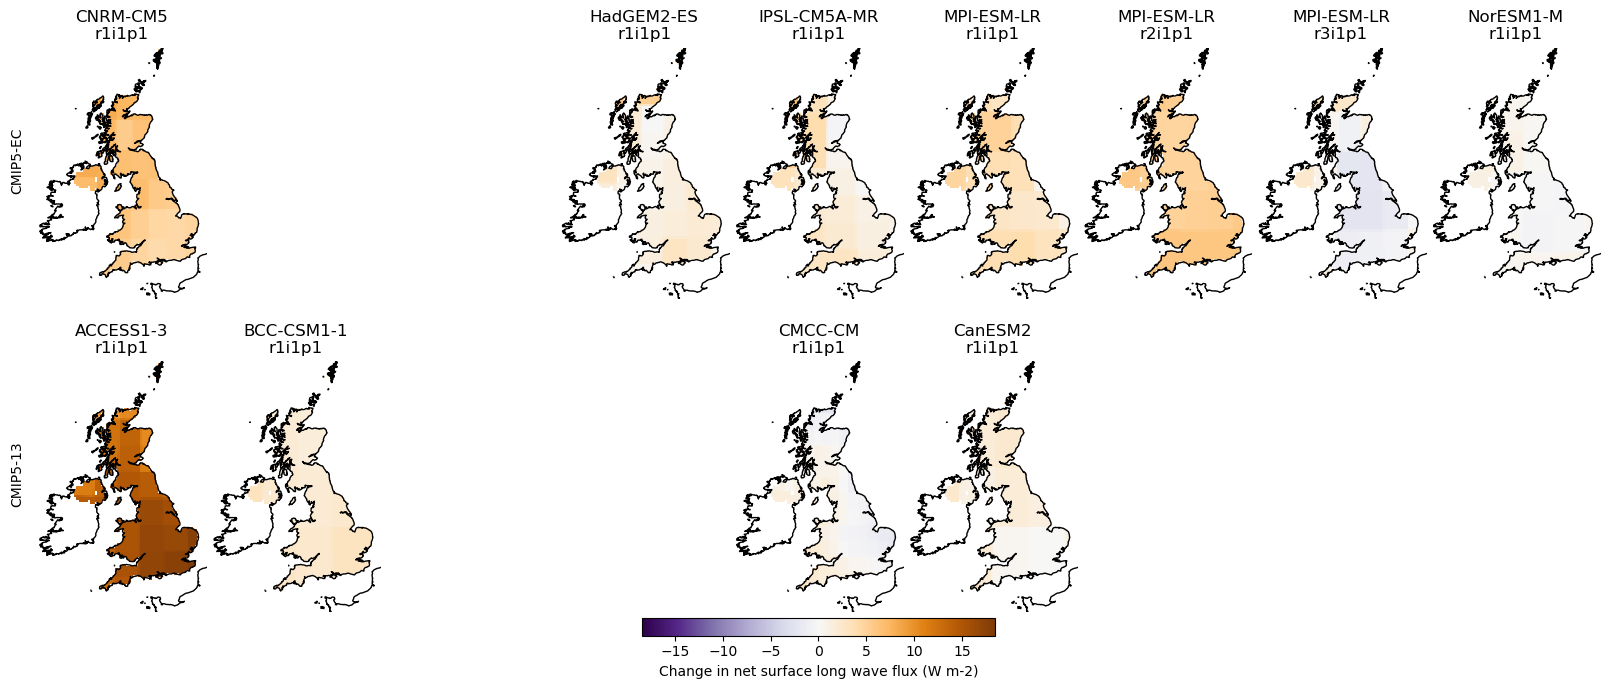 CNRM-CM5
r1i1p1
HadGEM2-ES
r1i1p1
IPSL-CM5A-MR
r1i1p1
MPI-ESM-LR
r1i1p1
MPI-ESM-LR
r2i1p1
MPI-ESM-LR
r3i1p1
NorESM1-M
r1i1p1
CMIP5-EC
ACCESS1-3
r1i1p1
BCC-CSM1-1
r1i1p1
CMCC-CM
r1i1p1
CanESM2
r1i1p1
CMIP5-13
−15 −10 −5 0 5 10 15
Change in net surface long wave flux (W m-2)